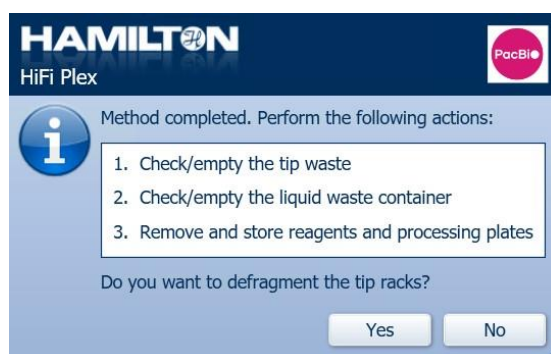 HAMILTON
HiFi Plex
PacBio
Method completed. Perform the following actions:
1. Check/empty the tip waste
2. Check/empty the liquid waste container
3. Remove and store reagents and processing plates
Do you want to defragment the tip racks?
Yes No